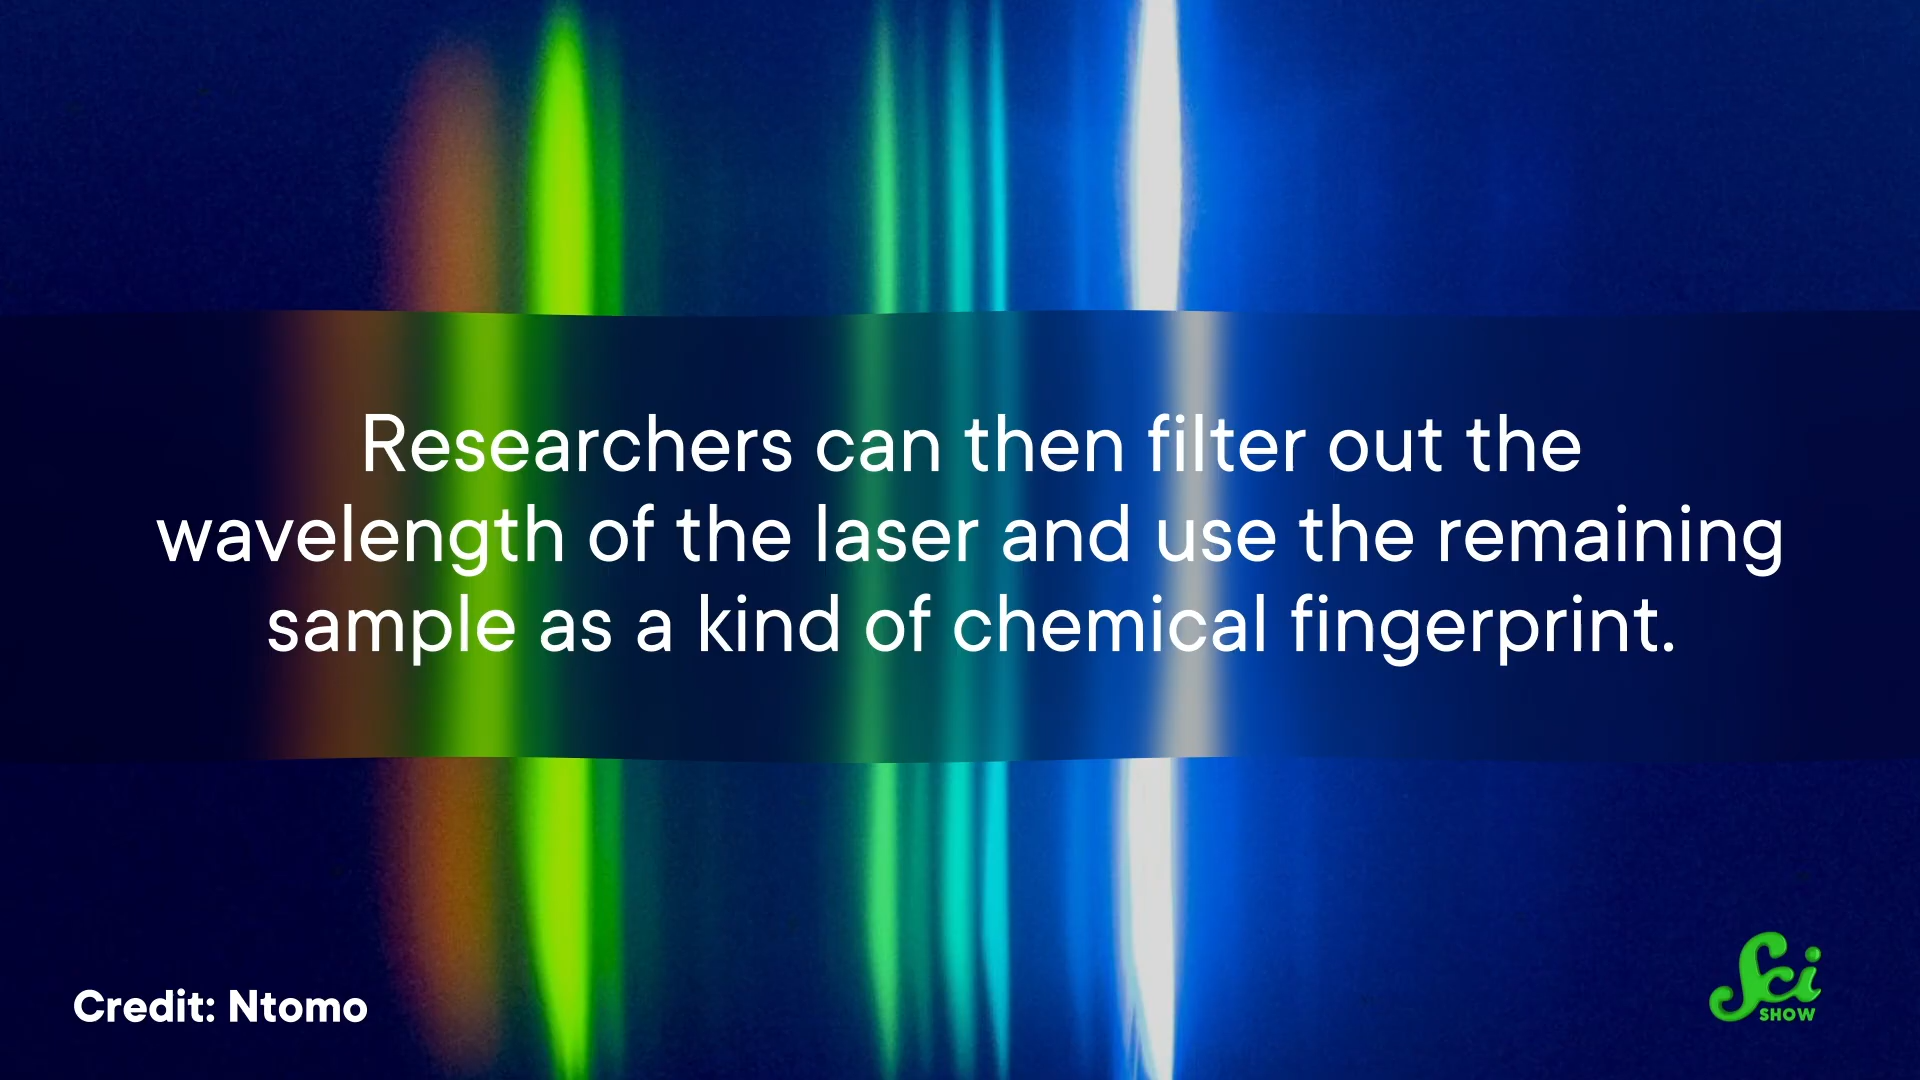 Researchers can then filter out the
wavelength of the laser and use the remaining
sample as a kind of chemical fingerprint.
Credit: Ntomo
Sci
SHOW